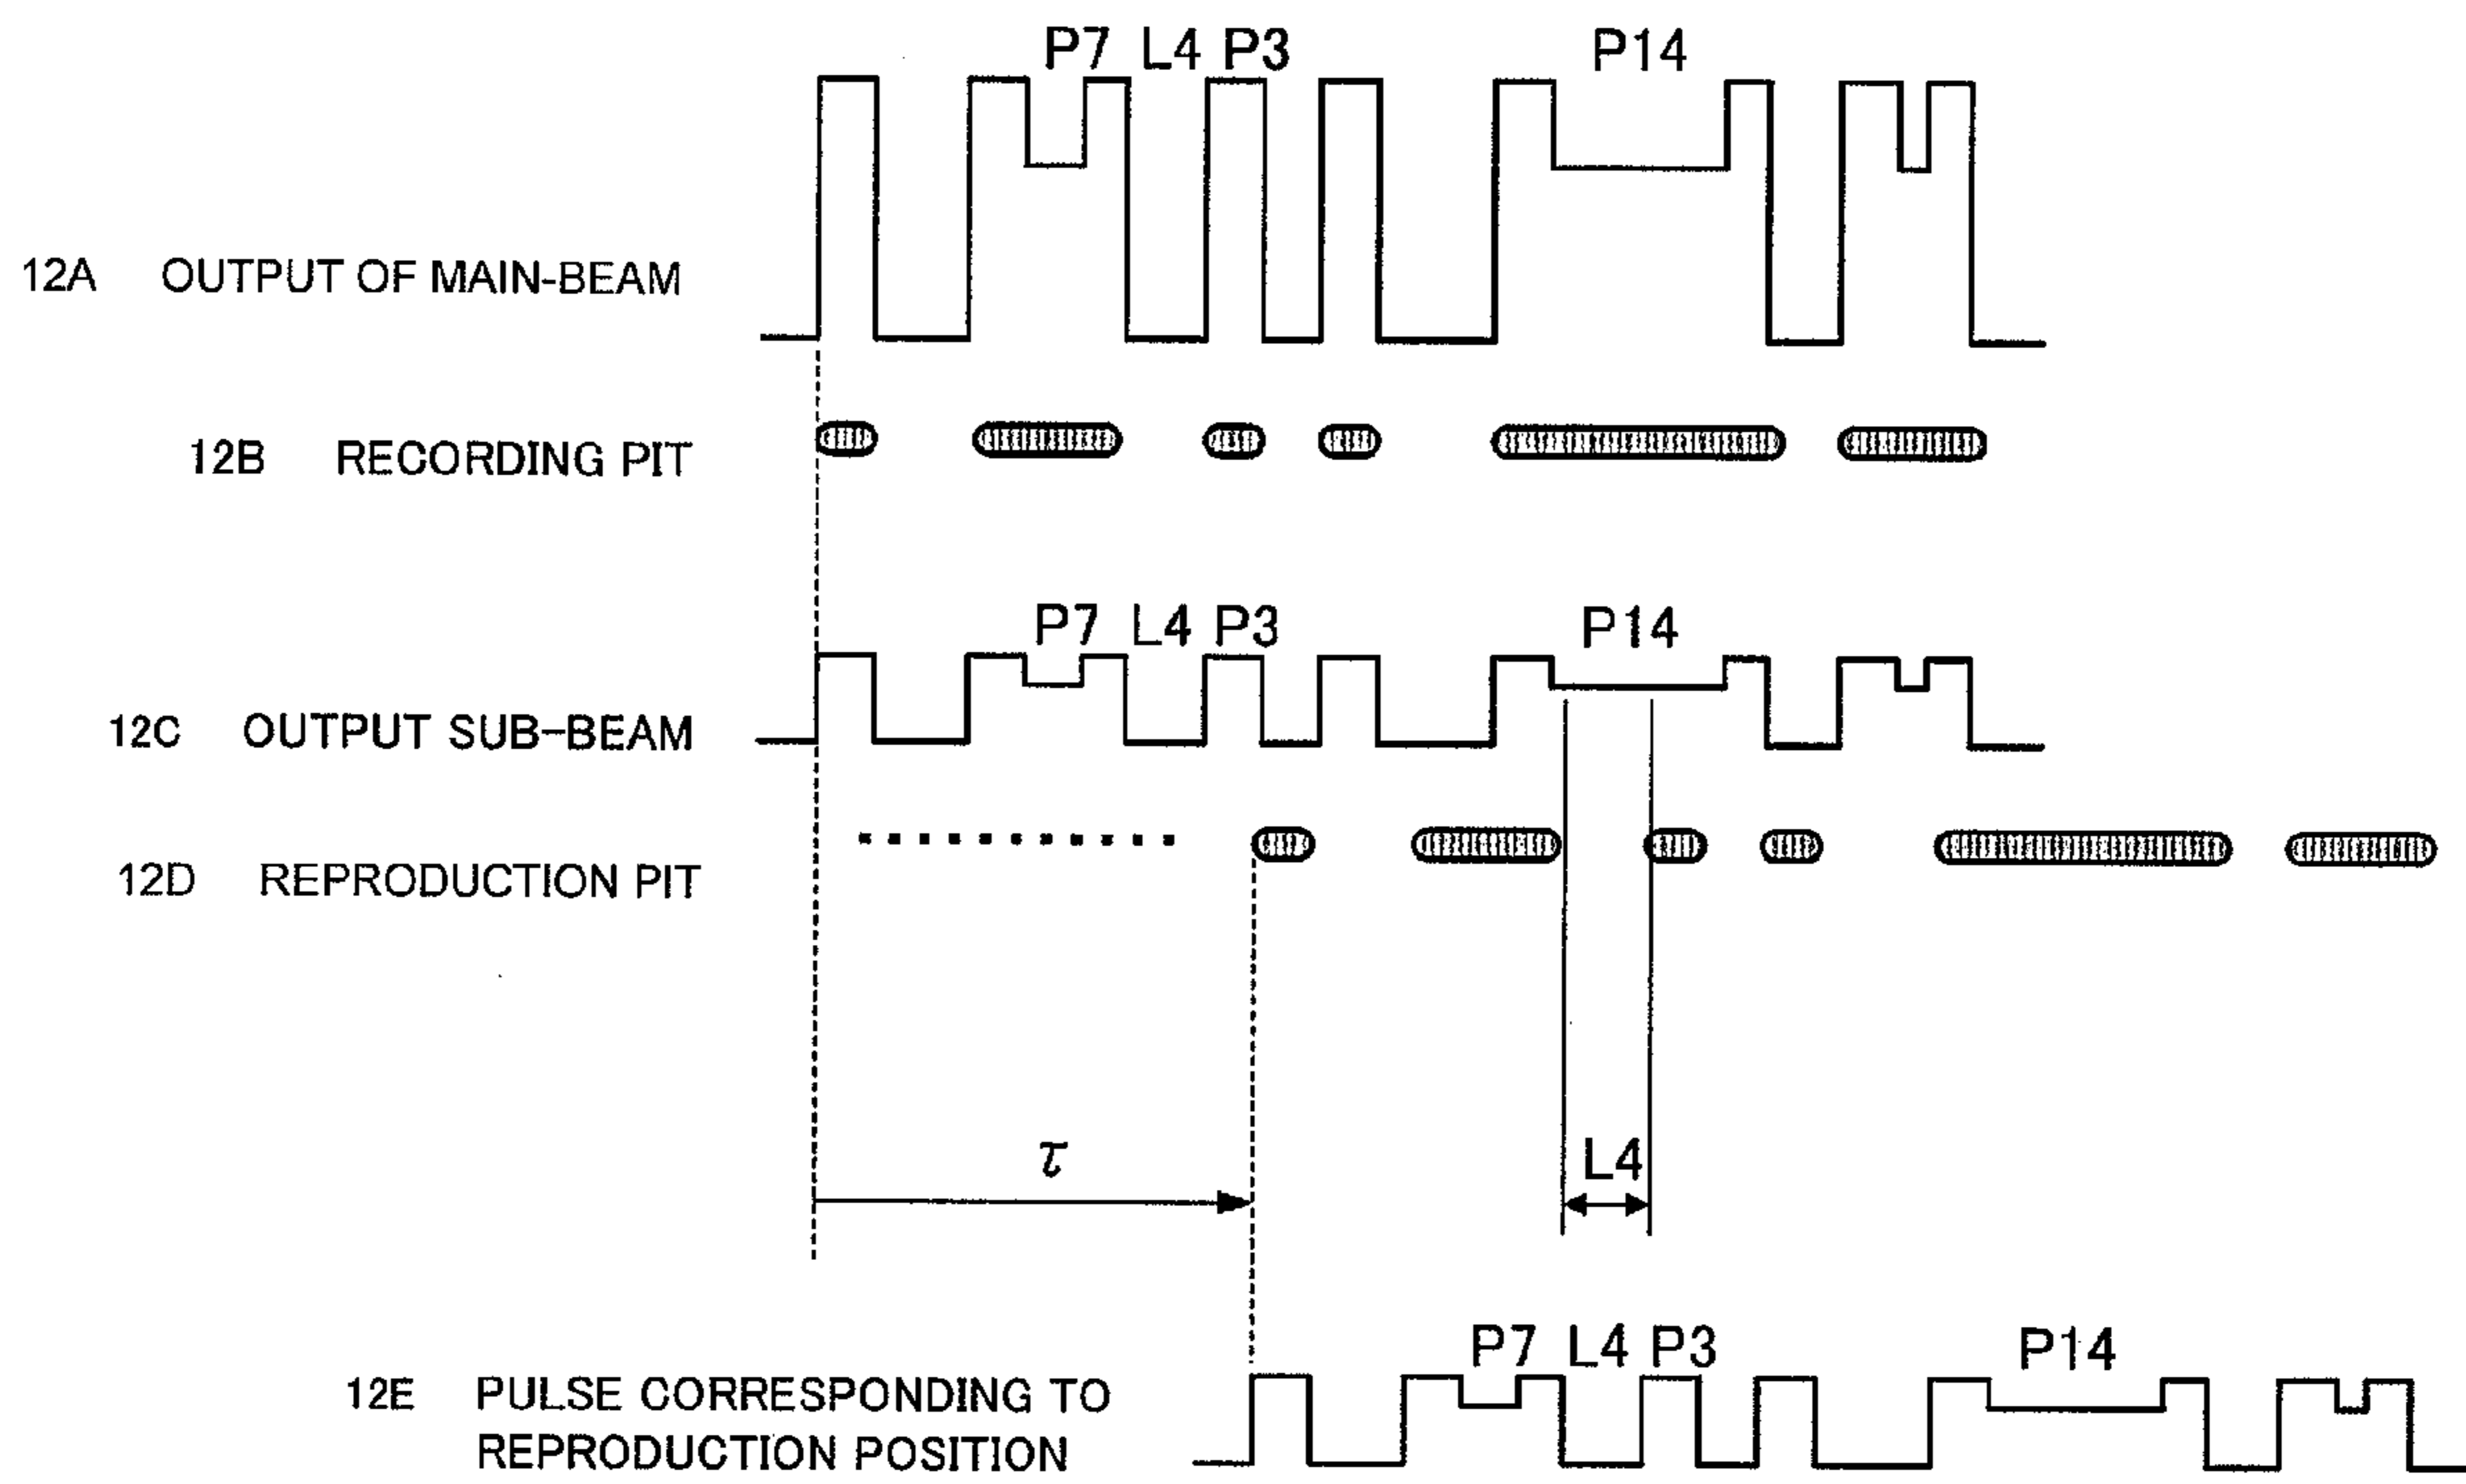 P7 L4 P3 P14
12A OUTPUT OF MAIN-BEAM
12B RECORDING PIT
P7 L4 P3 P14
12C OUTPUT SUB-BEAM
12D REPRODUCTION PIT
τ L4
P7 L4 P3 P14
12E PULSE CORRESPONDING TO
REPRODUCTION POSITION